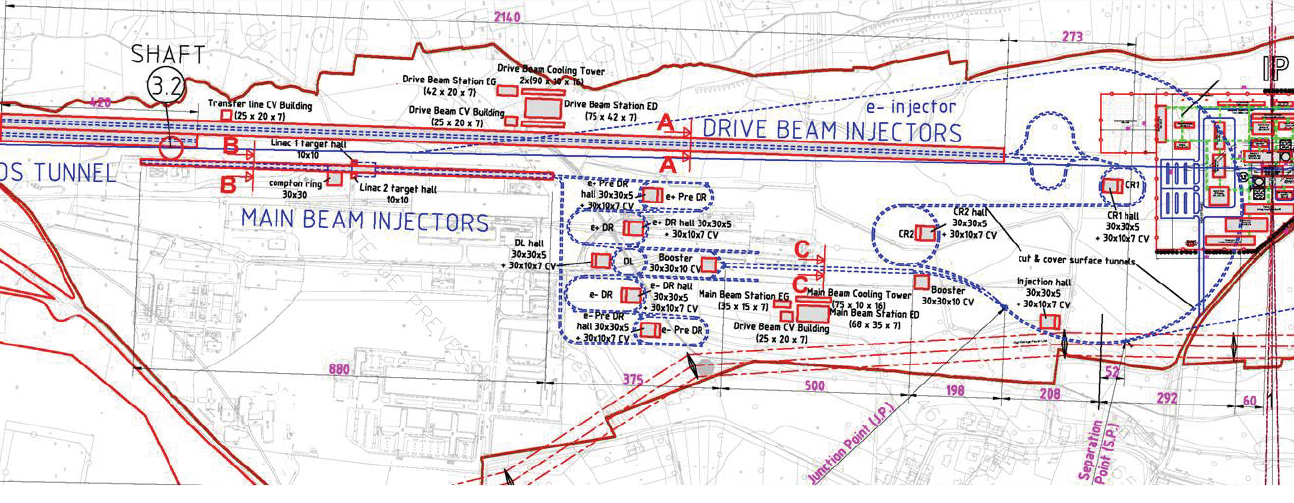 2140
273
SHAFT
3.2
420
IP
Drive Beam Cooling Tower
2x(90 x 10 x 16)
Drive Beam Station EG
(42 x 20 x 7)
Transfer line CV Building
(25 x 20 x 7)
Drive Beam CV Building
(25 x 20 x 7)
Drive Beam Station ED
(75 x 42 x 7)
e- injector
A
DRIVE BEAM INJECTORS
A
B
Linac 1 target hall
10x10
DS TUNNEL
B
compton ring
30x30
Linac 2 target hall
10x10
MAIN BEAM INJECTORS
e+ Pre DR
hall 30x30x5
+ 30x10x7 CV
e+ Pre DR
CR1
CR1 hall
30x30x5
+ 30x10x7 CV
e+ DR
e+ DR hall 30x30x5
+ 30x10x7 CV
CR2 hall
30x30x5
+ 30x10x7 CV
CR2
DL hall
30x30x5
+ 30x10x7 CV
DL
Booster
30x30x10 CV
C
C
cut & cover surface tunnels
e- DR
e- DR hall
30x30x5
+ 30x10x7 CV
Main Beam Station EG
(35 x 15 x 7)
Main Beam Cooling Tower
(75 x 10 x 16)
Main Beam Station ED
(68 x 35 x 7)
Drive Beam CV Building
(25 x 20 x 7)
Booster
30x30x10 CV
Injection hall
30x30x5
+ 30x10x7 CV
e- Pre DR
hall 30x30x5
+ 30x10x7 CV
e- Pre DR
880
375
500
198
208
52
292
60
Junction Point (J.P.)
Separation
Point (S.P.)